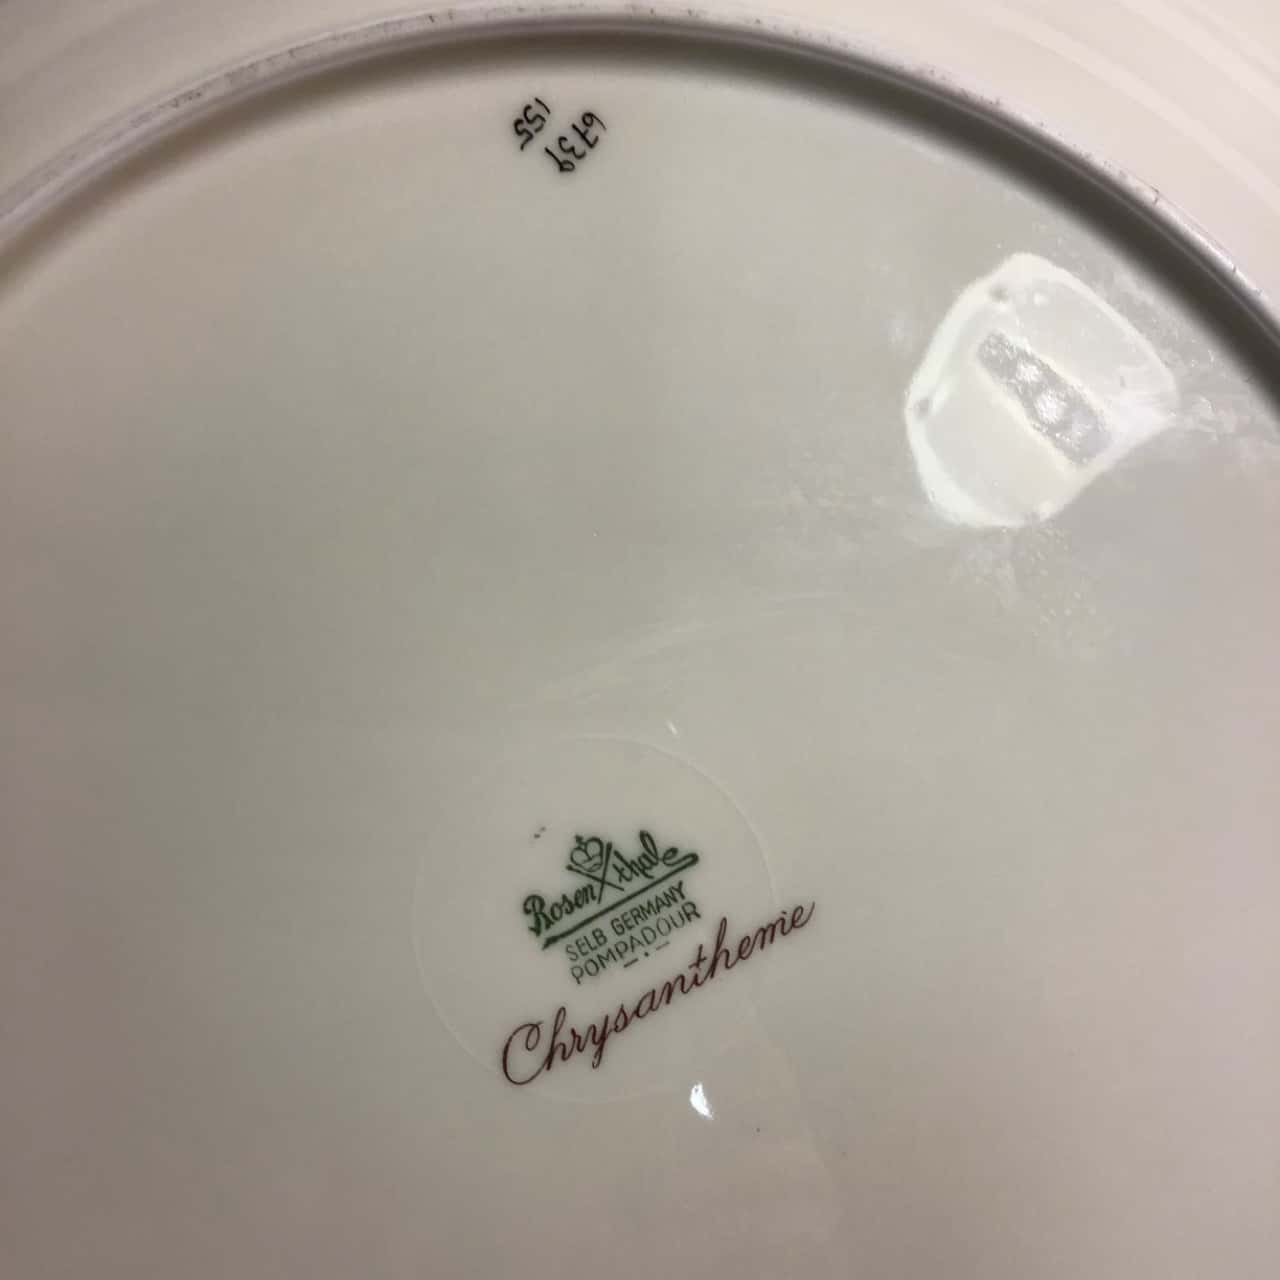 6739
155
Rosenthal
SELB GERMANY
POMPADOUR
Chrysantheme